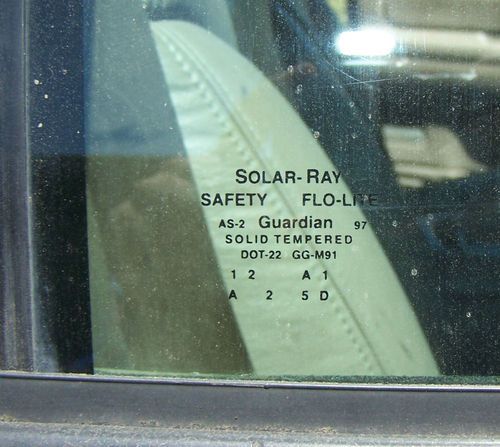 SOLAR-RAY
SAFETY FLO-LITE
AS-2 Guardian 97
SOLID TEMPERED
DOT-22 GG-M91
1 2 A 1
A 2 5 D